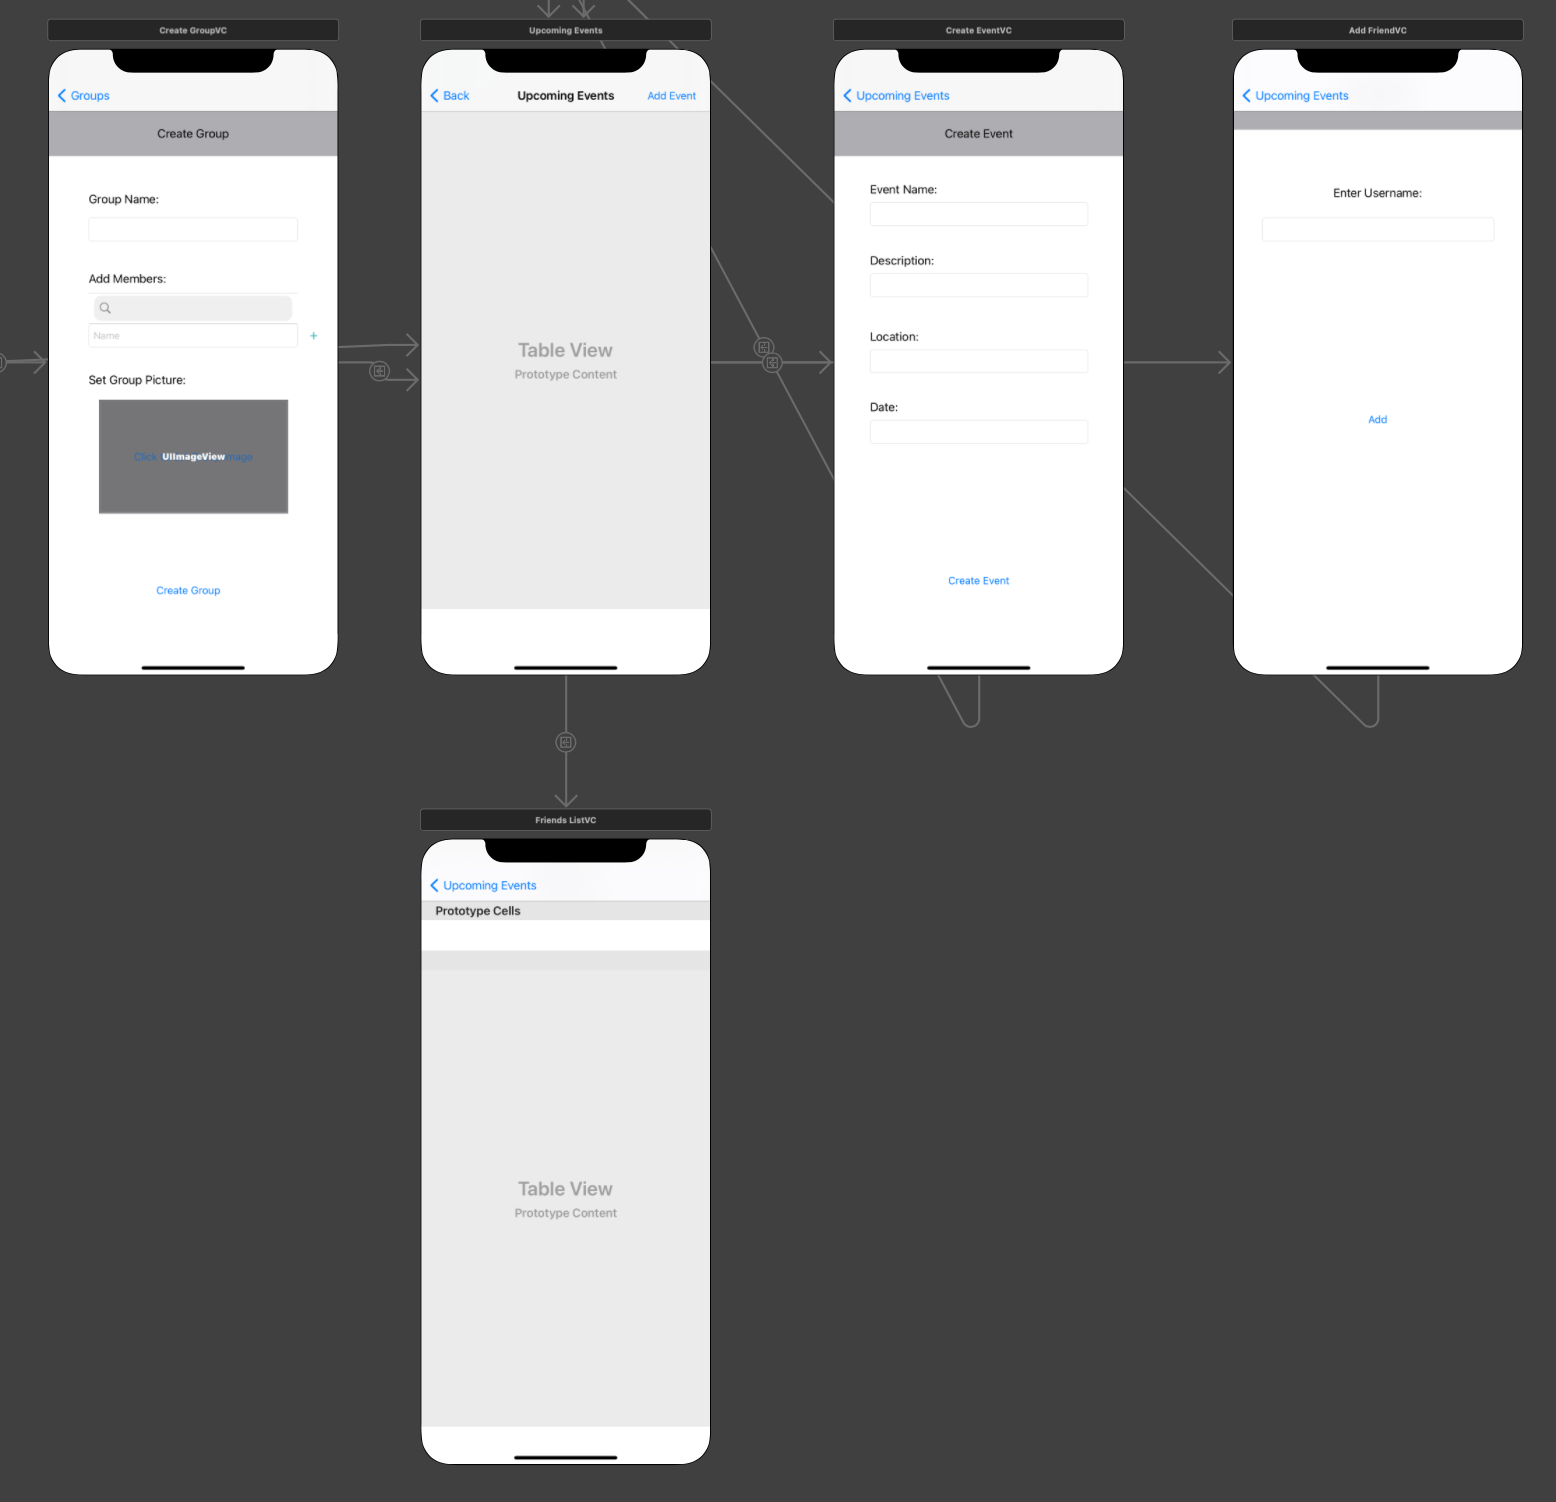 Create GroupVC
Groups
Create Group
Group Name:
Add Members:
Name
+
Set Group Picture:
Click UIImageView mage
Create Group
Upcoming Events
Back
Upcoming Events
Add Event
Table View
Prototype Content
Create EventVC
Upcoming Events
Create Event
Event Name:
Description:
Location:
Date:
Create Event
Add FriendVC
Upcoming Events
Enter Username:
Add
Friends ListVC
Upcoming Events
Prototype Cells
Table View
Prototype Content